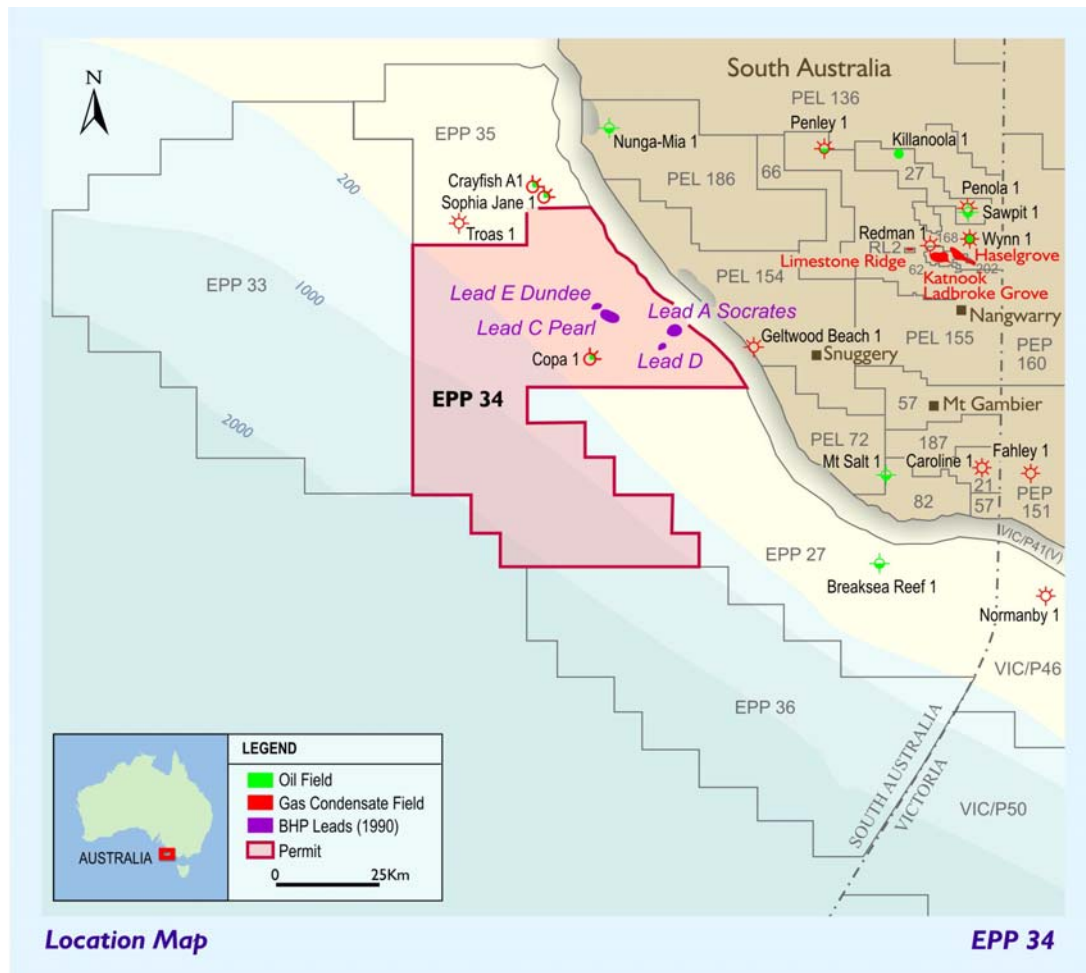 N
South Australia
PEL 136
EPP 35
Nunga-Mia 1
Penley 1
Killanoola 1
66
27
200
Crayfish A1
PEL 186
Penola 1
Sophia Jane 1
Sawpit 1
Troas 1
Redman 1
168
Wynn 1
RL2
Limestone Ridge
Haselgrove
62
202
PEL 154
Katnook
EPP 33
1000
Lead E Dundee
Ladbroke Grove
Lead A Socrates
Nangwarry
Lead C Pearl
Geltwood Beach 1
PEL 155
PEP
160
Copa 1
Lead D
Snuggery
EPP 34
57
Mt Gambier
2000
PEL 72
187
Fahley 1
Mt Salt 1
Caroline 1
21
PEP
151
82
57
VIC/P41(V)
EPP 27
Breaksea Reef 1
Normanby 1
VIC/P46
EPP 36
SOUTH AUSTRALIA
VICTORIA
VIC/P50
LEGEND
Oil Field
Gas Condensate Field
BHP Leads (1990)
Permit
0 25Km
AUSTRALIA
Location Map
EPP 34